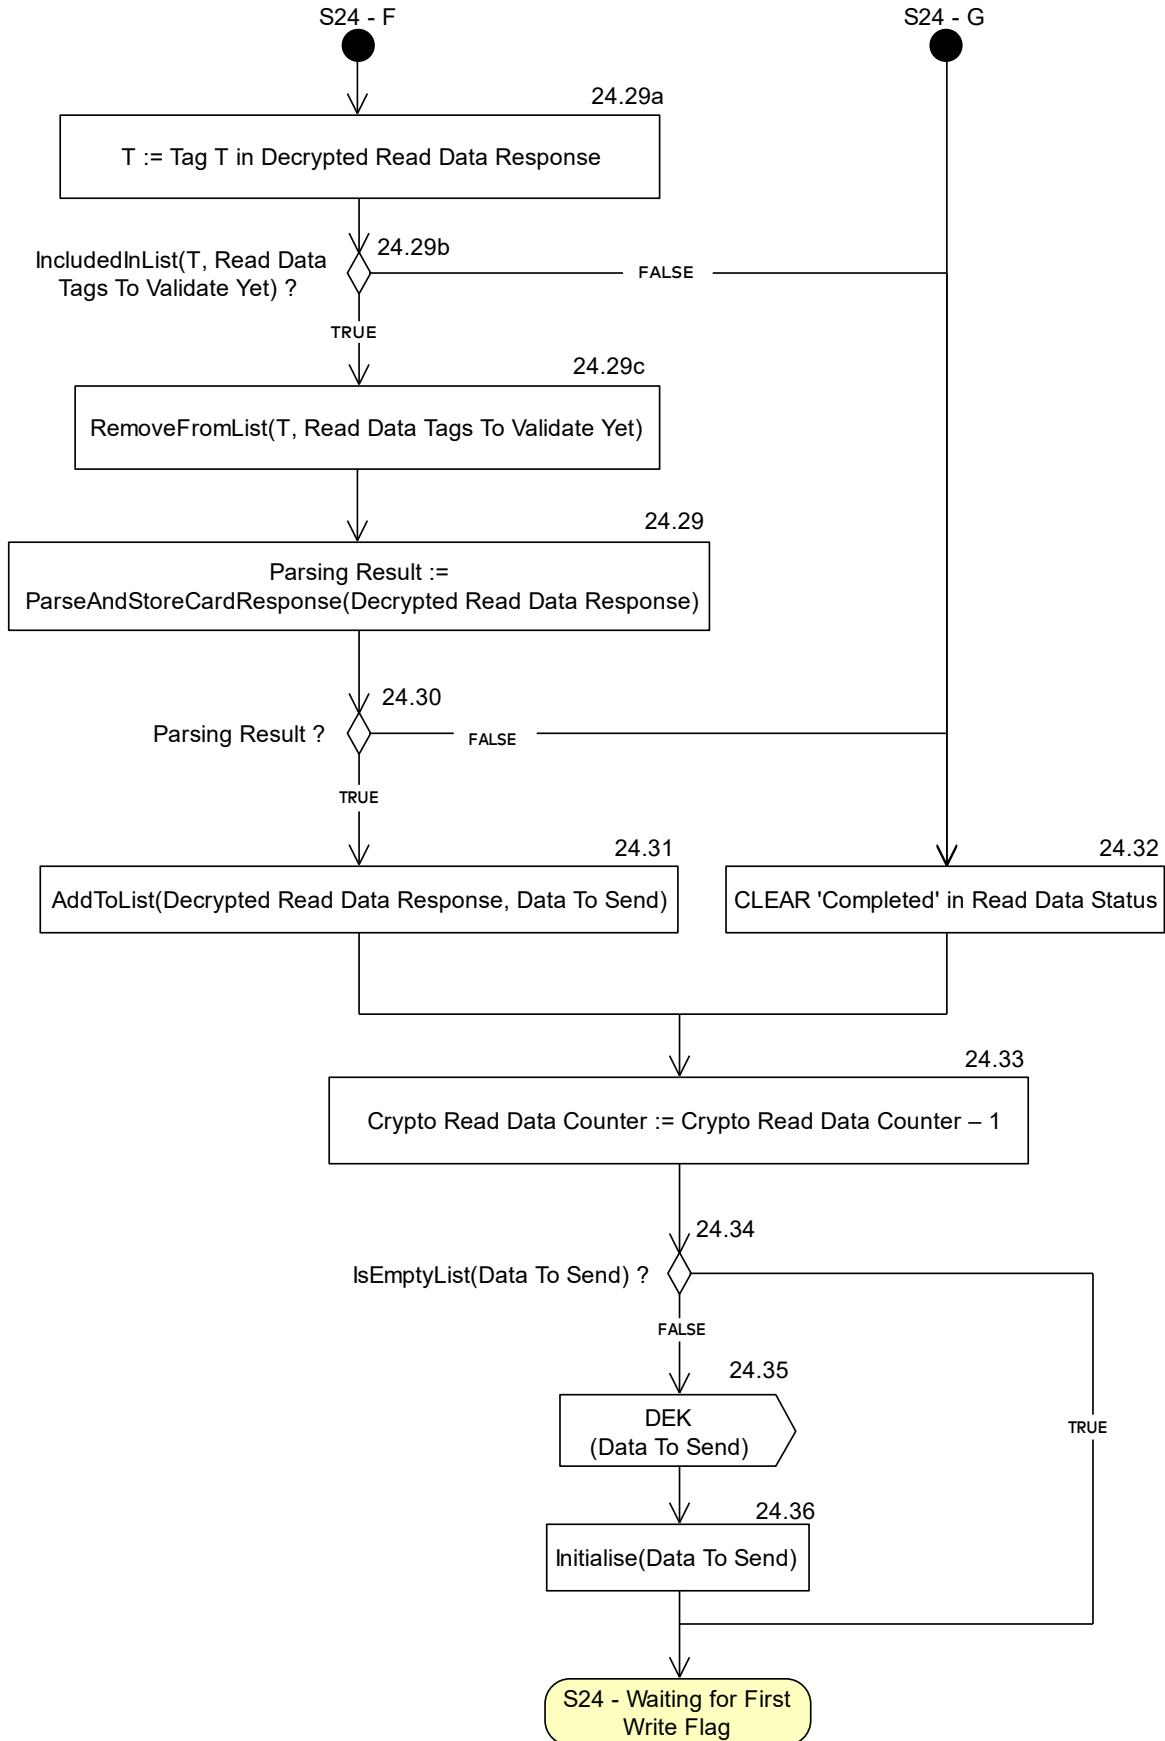 S24 - F
S24 - G
24.29a
T := Tag T in Decrypted Read Data Response
24.29b
IncludedInList(T, Read Data
Tags To Validate Yet) ?
FALSE
TRUE
24.29c
RemoveFromList(T, Read Data Tags To Validate Yet)
24.29
Parsing Result :=
ParseAndStoreCardResponse(Decrypted Read Data Response)
24.30
Parsing Result ?
FALSE
TRUE
24.31
AddToList(Decrypted Read Data Response, Data To Send)
24.32
CLEAR 'Completed' in Read Data Status
24.33
Crypto Read Data Counter := Crypto Read Data Counter – 1
24.34
IsEmptyList(Data To Send) ?
FALSE
24.35
DEK
(Data To Send)
TRUE
24.36
Initialise(Data To Send)
S24 - Waiting for First
Write Flag